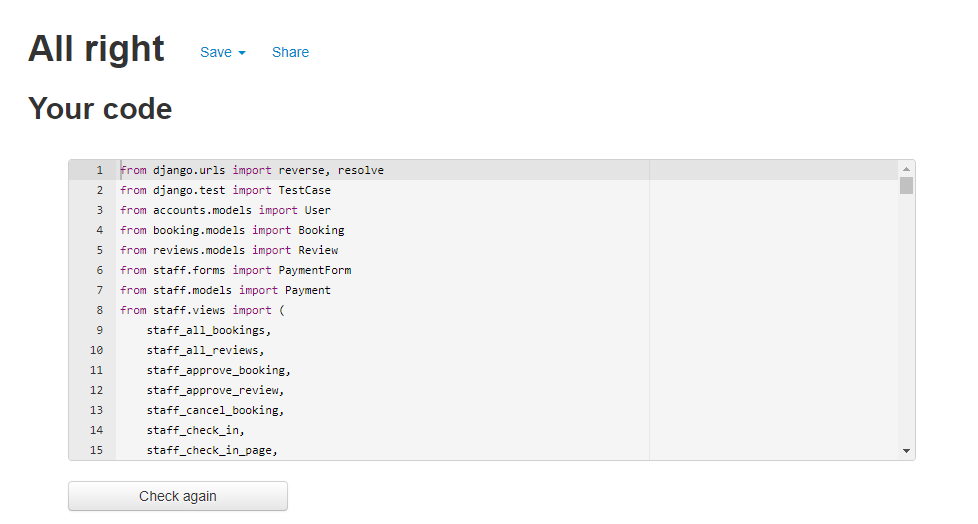 All right Save Share
Your code
1 from django.urls import reverse, resolve
2 from django.test import TestCase
3 from accounts.models import User
4 from booking.models import Booking
5 from reviews.models import Review
6 from staff.forms import PaymentForm
7 from staff.models import Payment
8 from staff.views import (
9     staff_all_bookings,
10     staff_all_reviews,
11     staff_approve_booking,
12     staff_approve_review,
13     staff_cancel_booking,
14     staff_check_in,
15     staff_check_in_page,
Check again